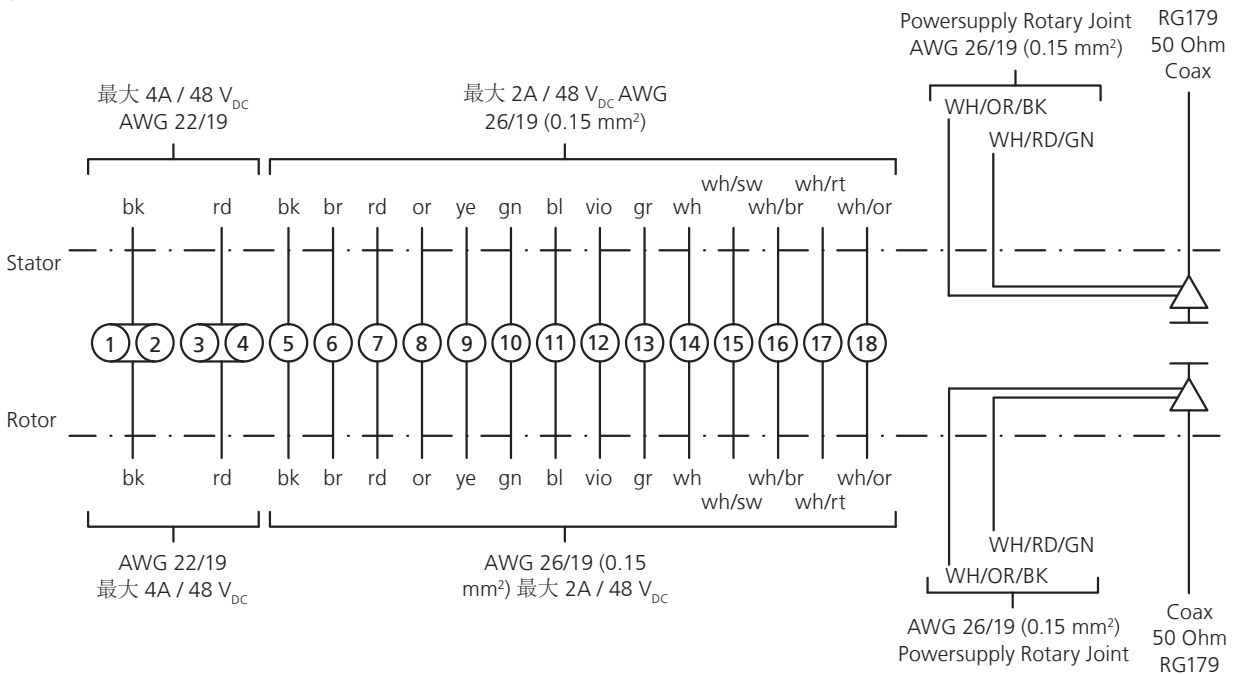 Powersupply Rotary Joint
AWG 26/19 (0.15 mm²)
RG179
50 Ohm
Coax
最大 4A / 48 V_DC
AWG 22/19
最大 2A / 48 V_DC AWG
26/19 (0.15 mm²)
WH/OR/BK
WH/RD/GN
wh/sw wh/rt
bk rd bk br rd or ye gn bl vio gr wh wh/br wh/or
Stator
1 2 3 4 5 6 7 8 9 10 11 12 13 14 15 16 17 18
Rotor
bk rd bk br rd or ye gn bl vio gr wh wh/br wh/or
wh/sw wh/rt
AWG 22/19
最大 4A / 48 V_DC
AWG 26/19 (0.15
mm²) 最大 2A / 48 V_DC
WH/RD/GN
WH/OR/BK
AWG 26/19 (0.15 mm²)
Powersupply Rotary Joint
Coax
50 Ohm
RG179